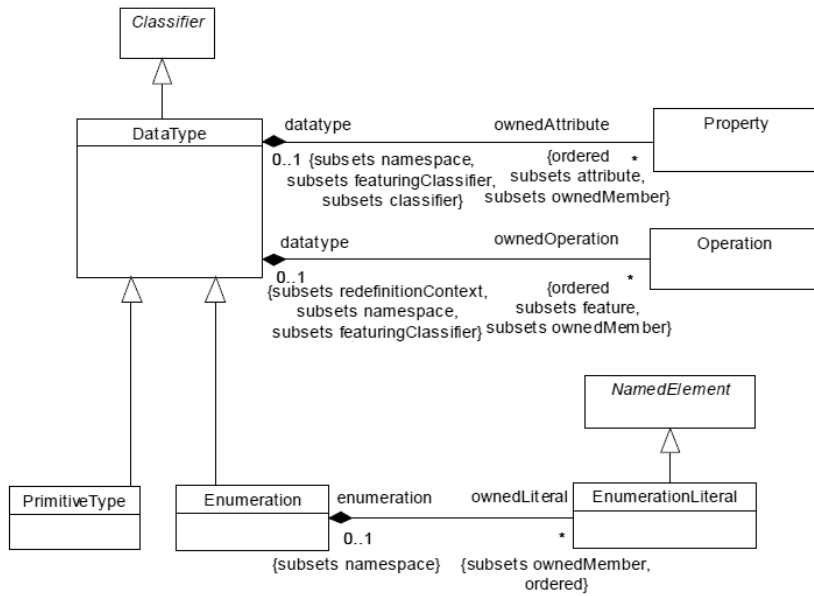 Classifier
DataType
datatype
ownedAttribute
Property
0..1
{subsets namespace,
subsets featuringClassifier,
subsets classifier}
{ordered
*
subsets attribute,
subsets ownedMember}
datatype
ownedOperation
Operation
0..1
{subsets redefinitionContext,
subsets namespace,
subsets featuringClassifier}
*
{ordered
subsets feature,
subsets ownedMember}
NamedElement
PrimitiveType
Enumeration
enumeration
ownedLiteral
EnumerationLiteral
0..1
*
{subsets namespace}
{subsets ownedMember,
ordered}